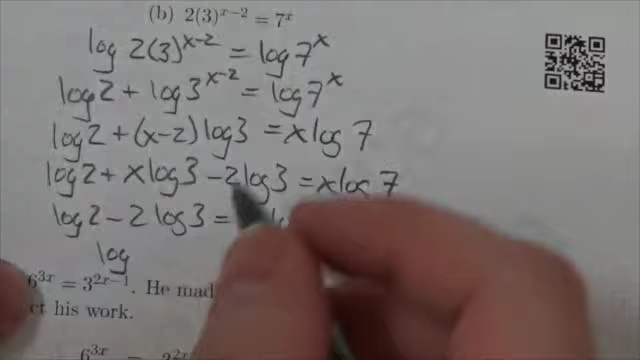 (b) 2(3)^{x-2} = 7^x
log 2(3)^{x-2} = log 7^x
log 2 + log 3^{x-2} = log 7^x
log 2 + (x-2) log 3 = x log 7
log 2 + x log 3 - 2 log 3 = x log 7
log 2 - 2 log 3 =
log
6^{3x} = 3^{2x-1}. He mad
ct his work.
6^{3x}